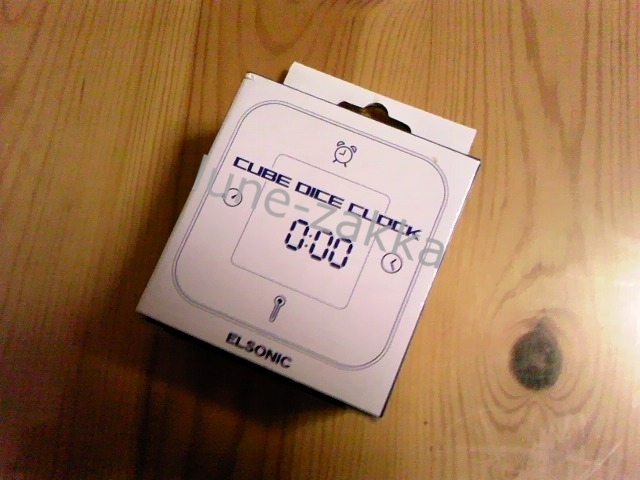 CUBE DICE CLOCK
June-zakka
0:00
ELSONIC